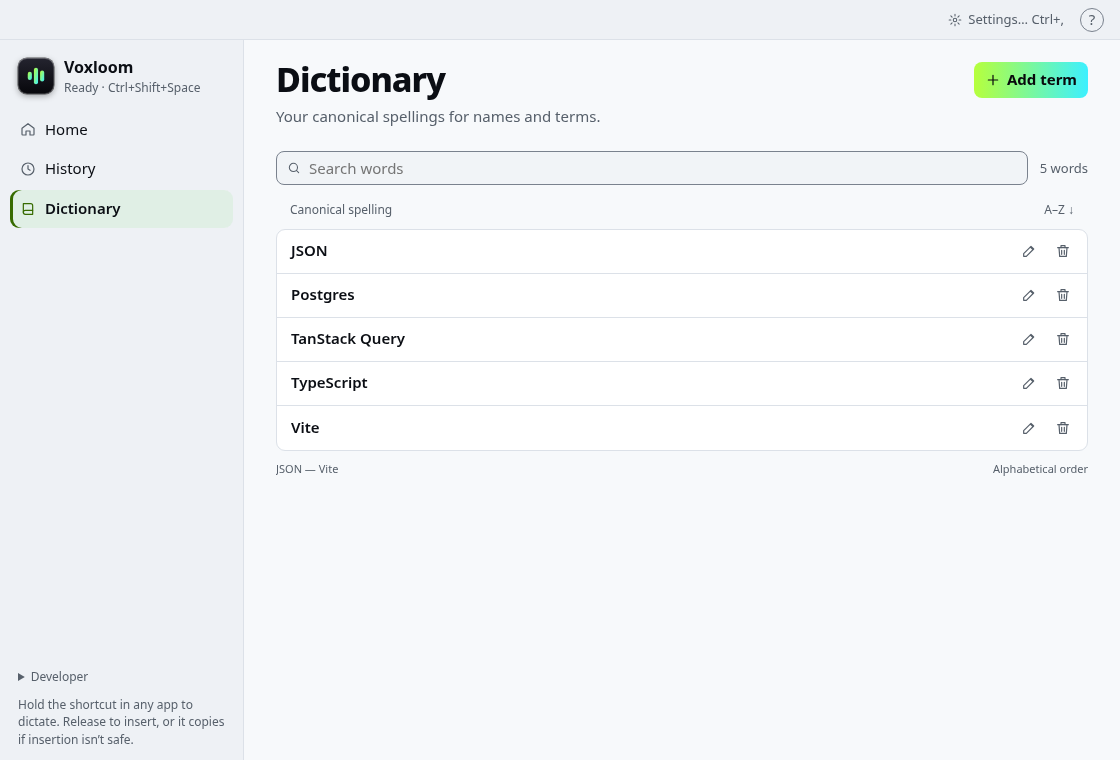 Settings... Ctrl+,
?
Voxloom
Ready · Ctrl+Shift+Space
Home
History
Dictionary
Developer
Hold the shortcut in any app to
dictate. Release to insert, or it copies
if insertion isn't safe.
Dictionary
Your canonical spellings for names and terms.
Add term
Search words
5 words
Canonical spelling
A–Z ↓
JSON
Postgres
TanStack Query
TypeScript
Vite
JSON — Vite
Alphabetical order